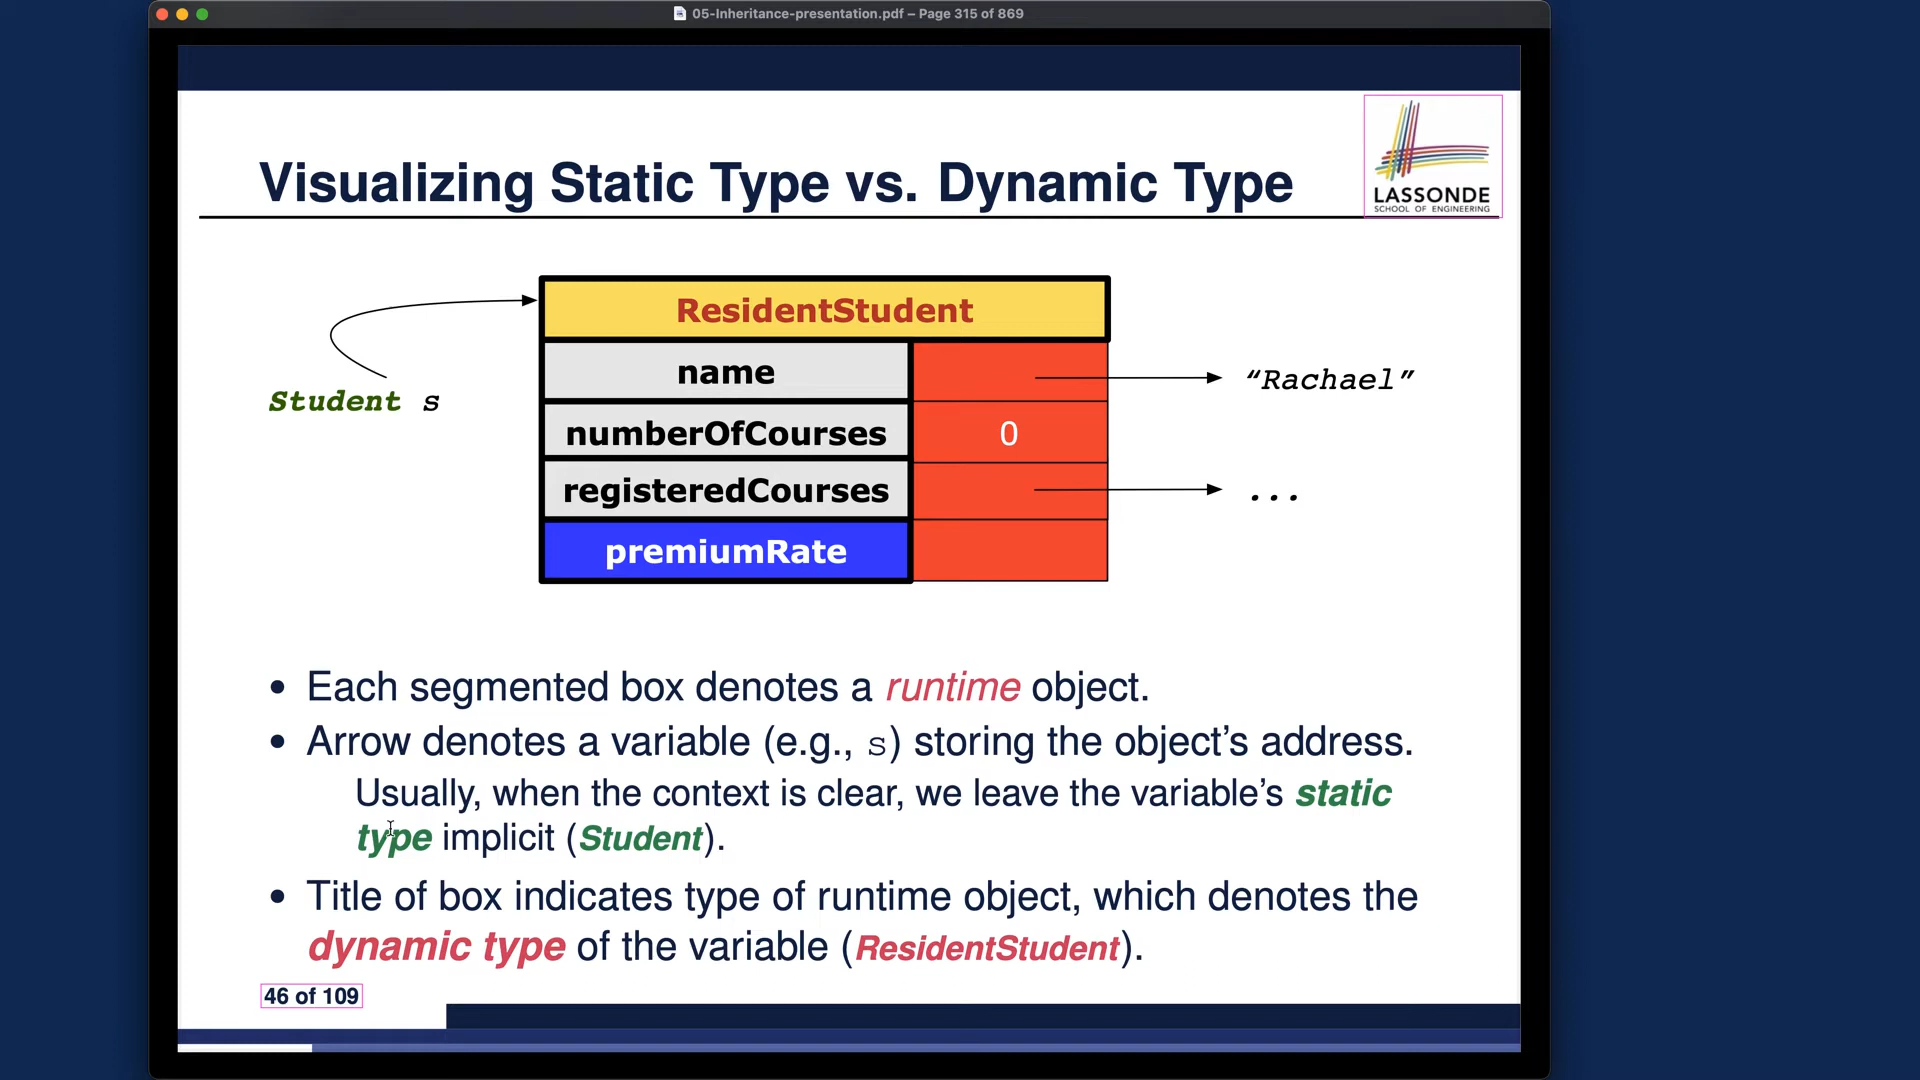 05-Inheritance-presentation.pdf – Page 315 of 869
LASSONDE
SCHOOL OF ENGINEERING
Visualizing Static Type vs. Dynamic Type
ResidentStudent
name
“Rachael”
Student s
numberOfCourses 0
registeredCourses
...
premiumRate
• Each segmented box denotes a runtime object.
• Arrow denotes a variable (e.g., s) storing the object’s address.
Usually, when the context is clear, we leave the variable’s static
type implicit (Student).
• Title of box indicates type of runtime object, which denotes the
dynamic type of the variable (ResidentStudent).
46 of 109